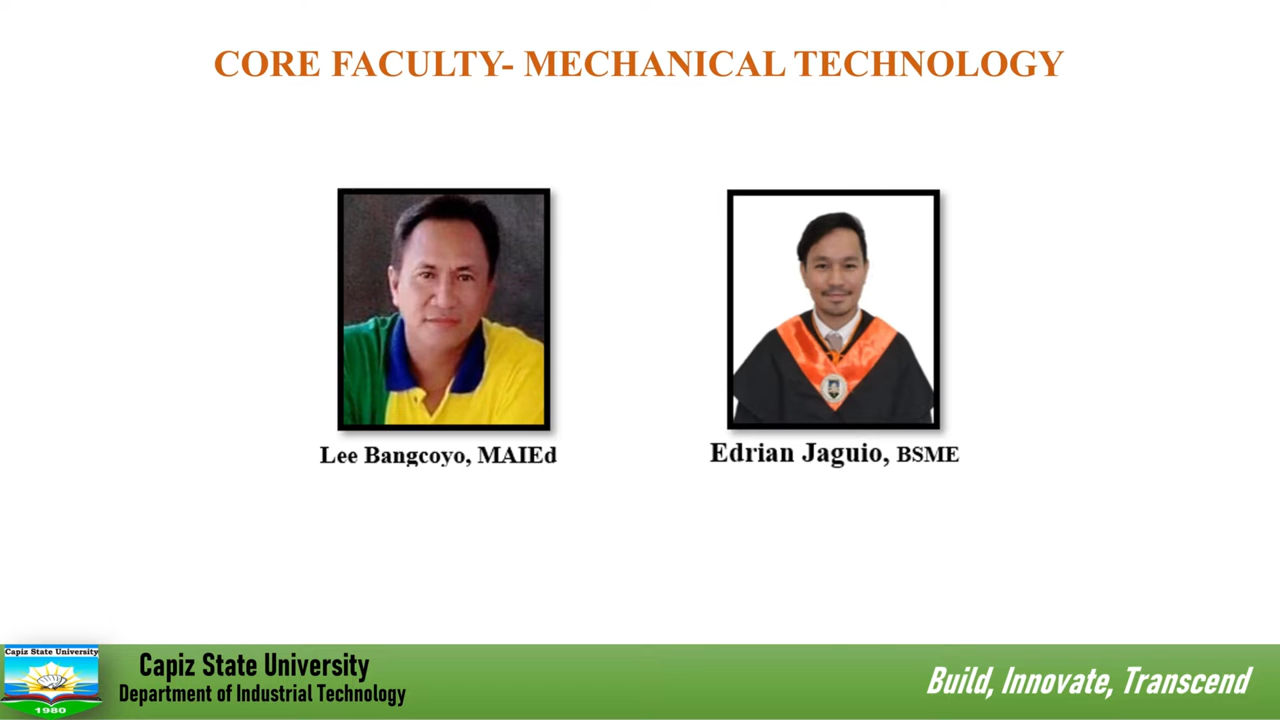 CORE FACULTY- MECHANICAL TECHNOLOGY
Lee Bangcoyo, MAIEd
Edrian Jaguio, BSME
Capiz State University
1980
Capiz State University
Department of Industrial Technology
Build, Innovate, Transcend